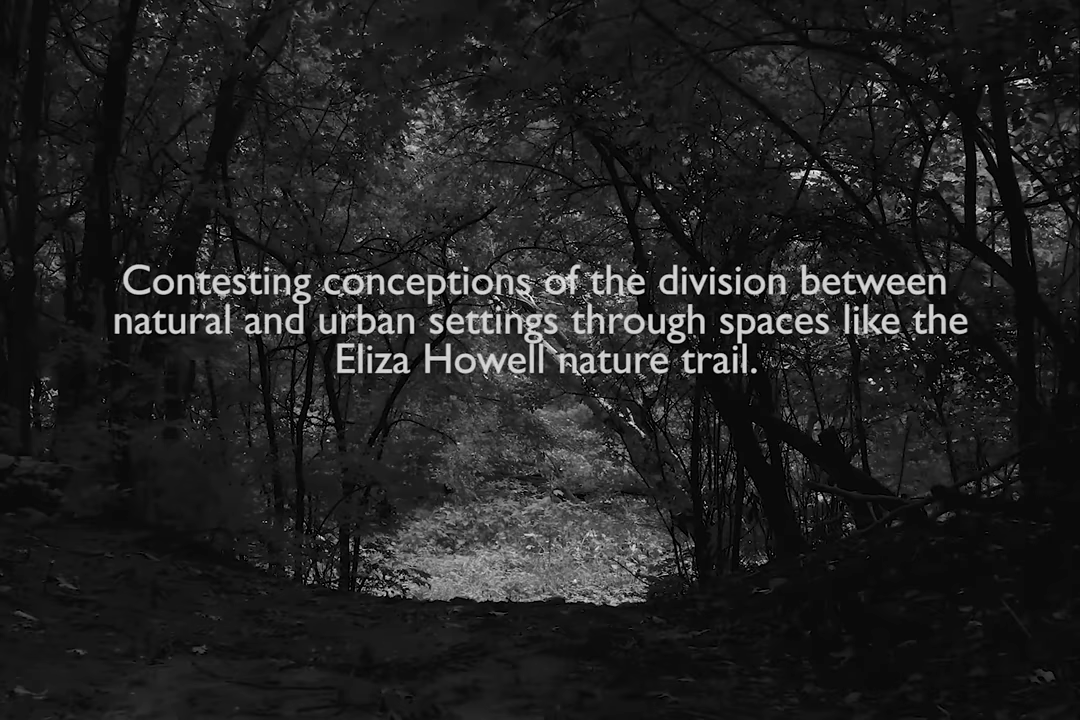 Contesting conceptions of the division between
natural and urban settings through spaces like the
Eliza Howell nature trail.